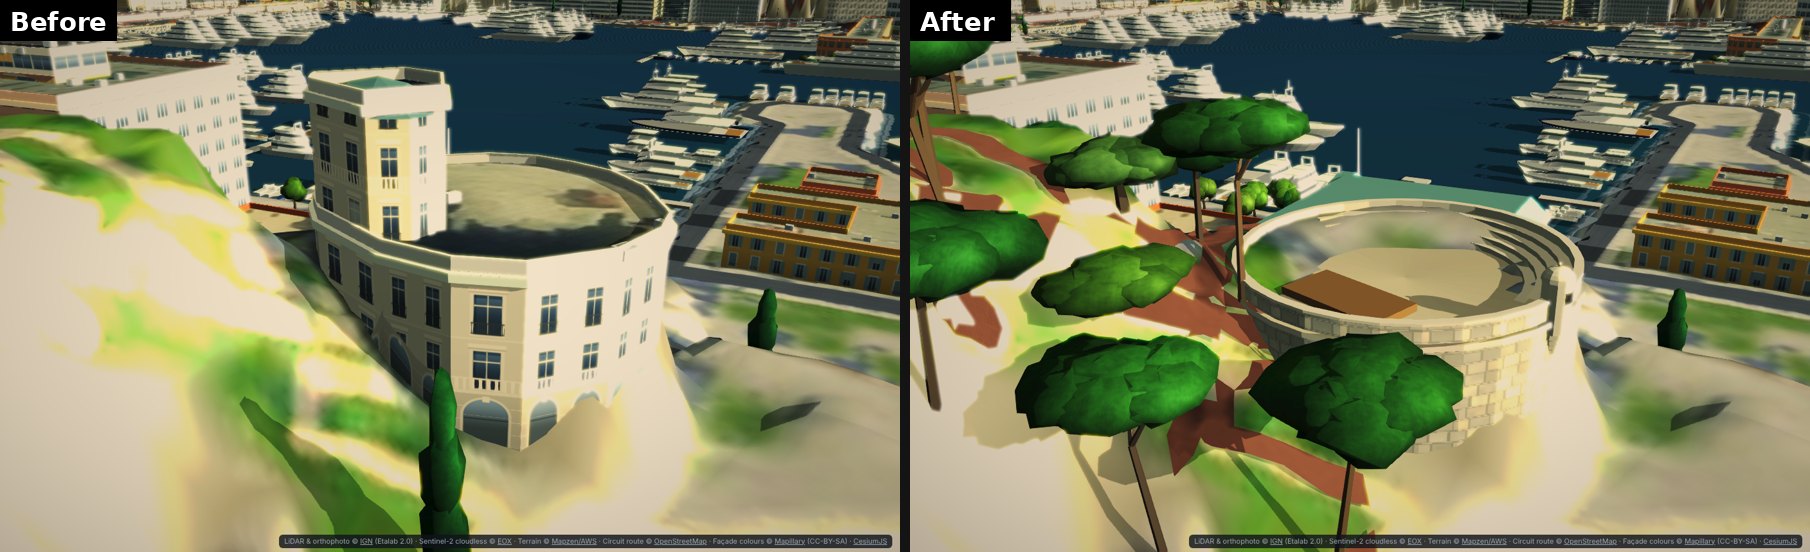 Before
After
LiDAR & orthophoto © IGN (Etalab 2.0) · Sentinel-2 cloudless © EOX · Terrain © Mapzen/AWS · Circuit route © OpenStreetMap · Façade colours © Mapillary (CC-BY-SA) · CesiumJS
LiDAR & orthophoto © IGN (Etalab 2.0) · Sentinel-2 cloudless © EOX · Terrain © Mapzen/AWS · Circuit route © OpenStreetMap · Façade colours © Mapillary (CC-BY-SA) · CesiumJS